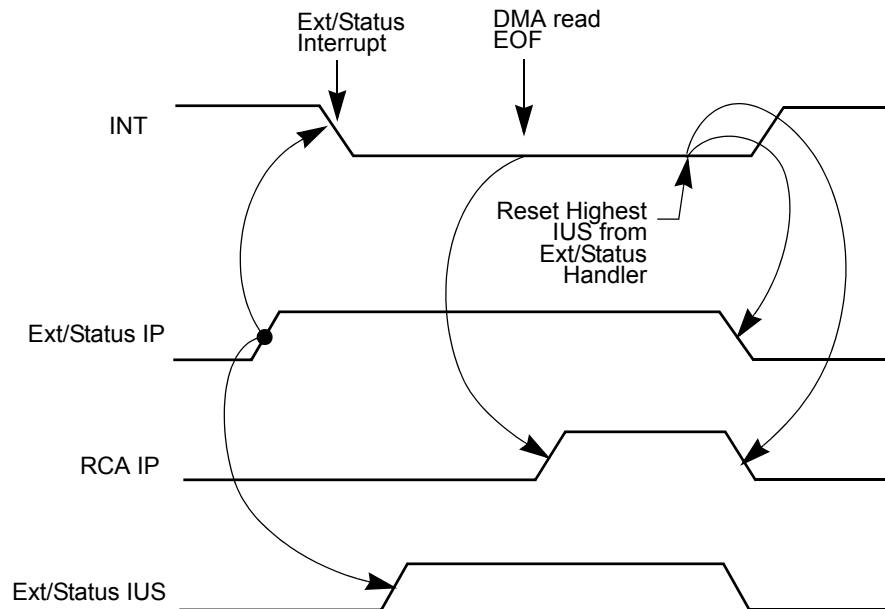 Ext/Status
Interrupt
DMA read
EOF
INT
Reset Highest
IUS from
Ext/Status
Handler
Ext/Status IP
RCA IP
Ext/Status IUS